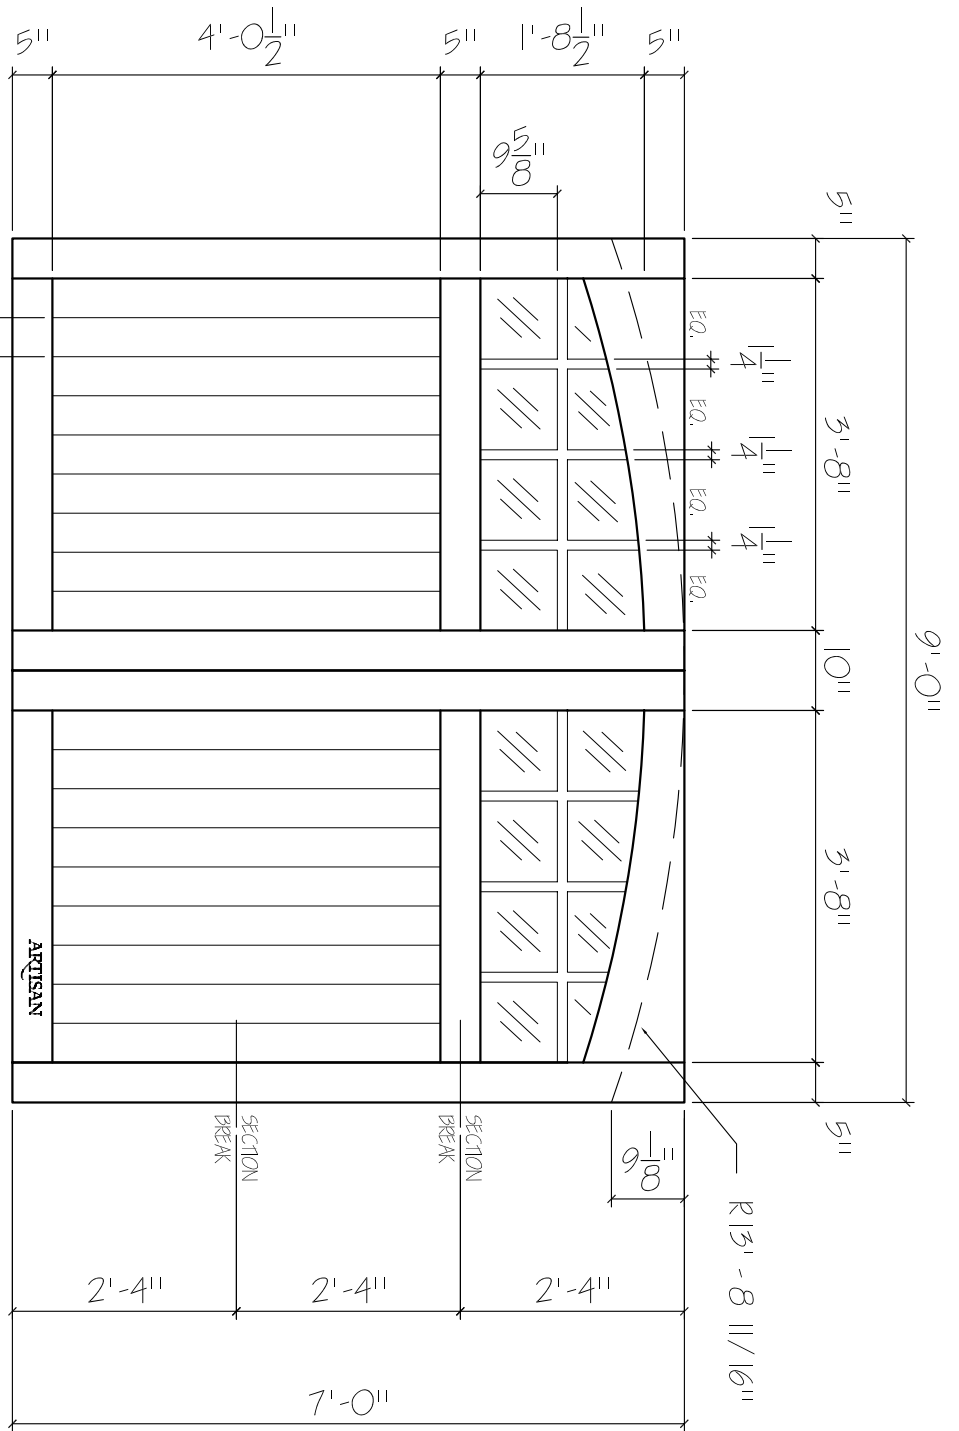 5"
4'-0 1/2"
5"
1'-8 1/2"
5"
9 5/8"
5"
3'-8"
10"
3'-8"
5"
9'-0"
EQ.
EQ.
EQ.
EQ.
1 1/4"
1 1/4"
1 1/4"
ARTISAN
SECTION
BREAK
SECTION
BREAK
9 1/8"
R 13' -8 11/16"
2'-4"
2'-4"
2'-4"
7'-0"